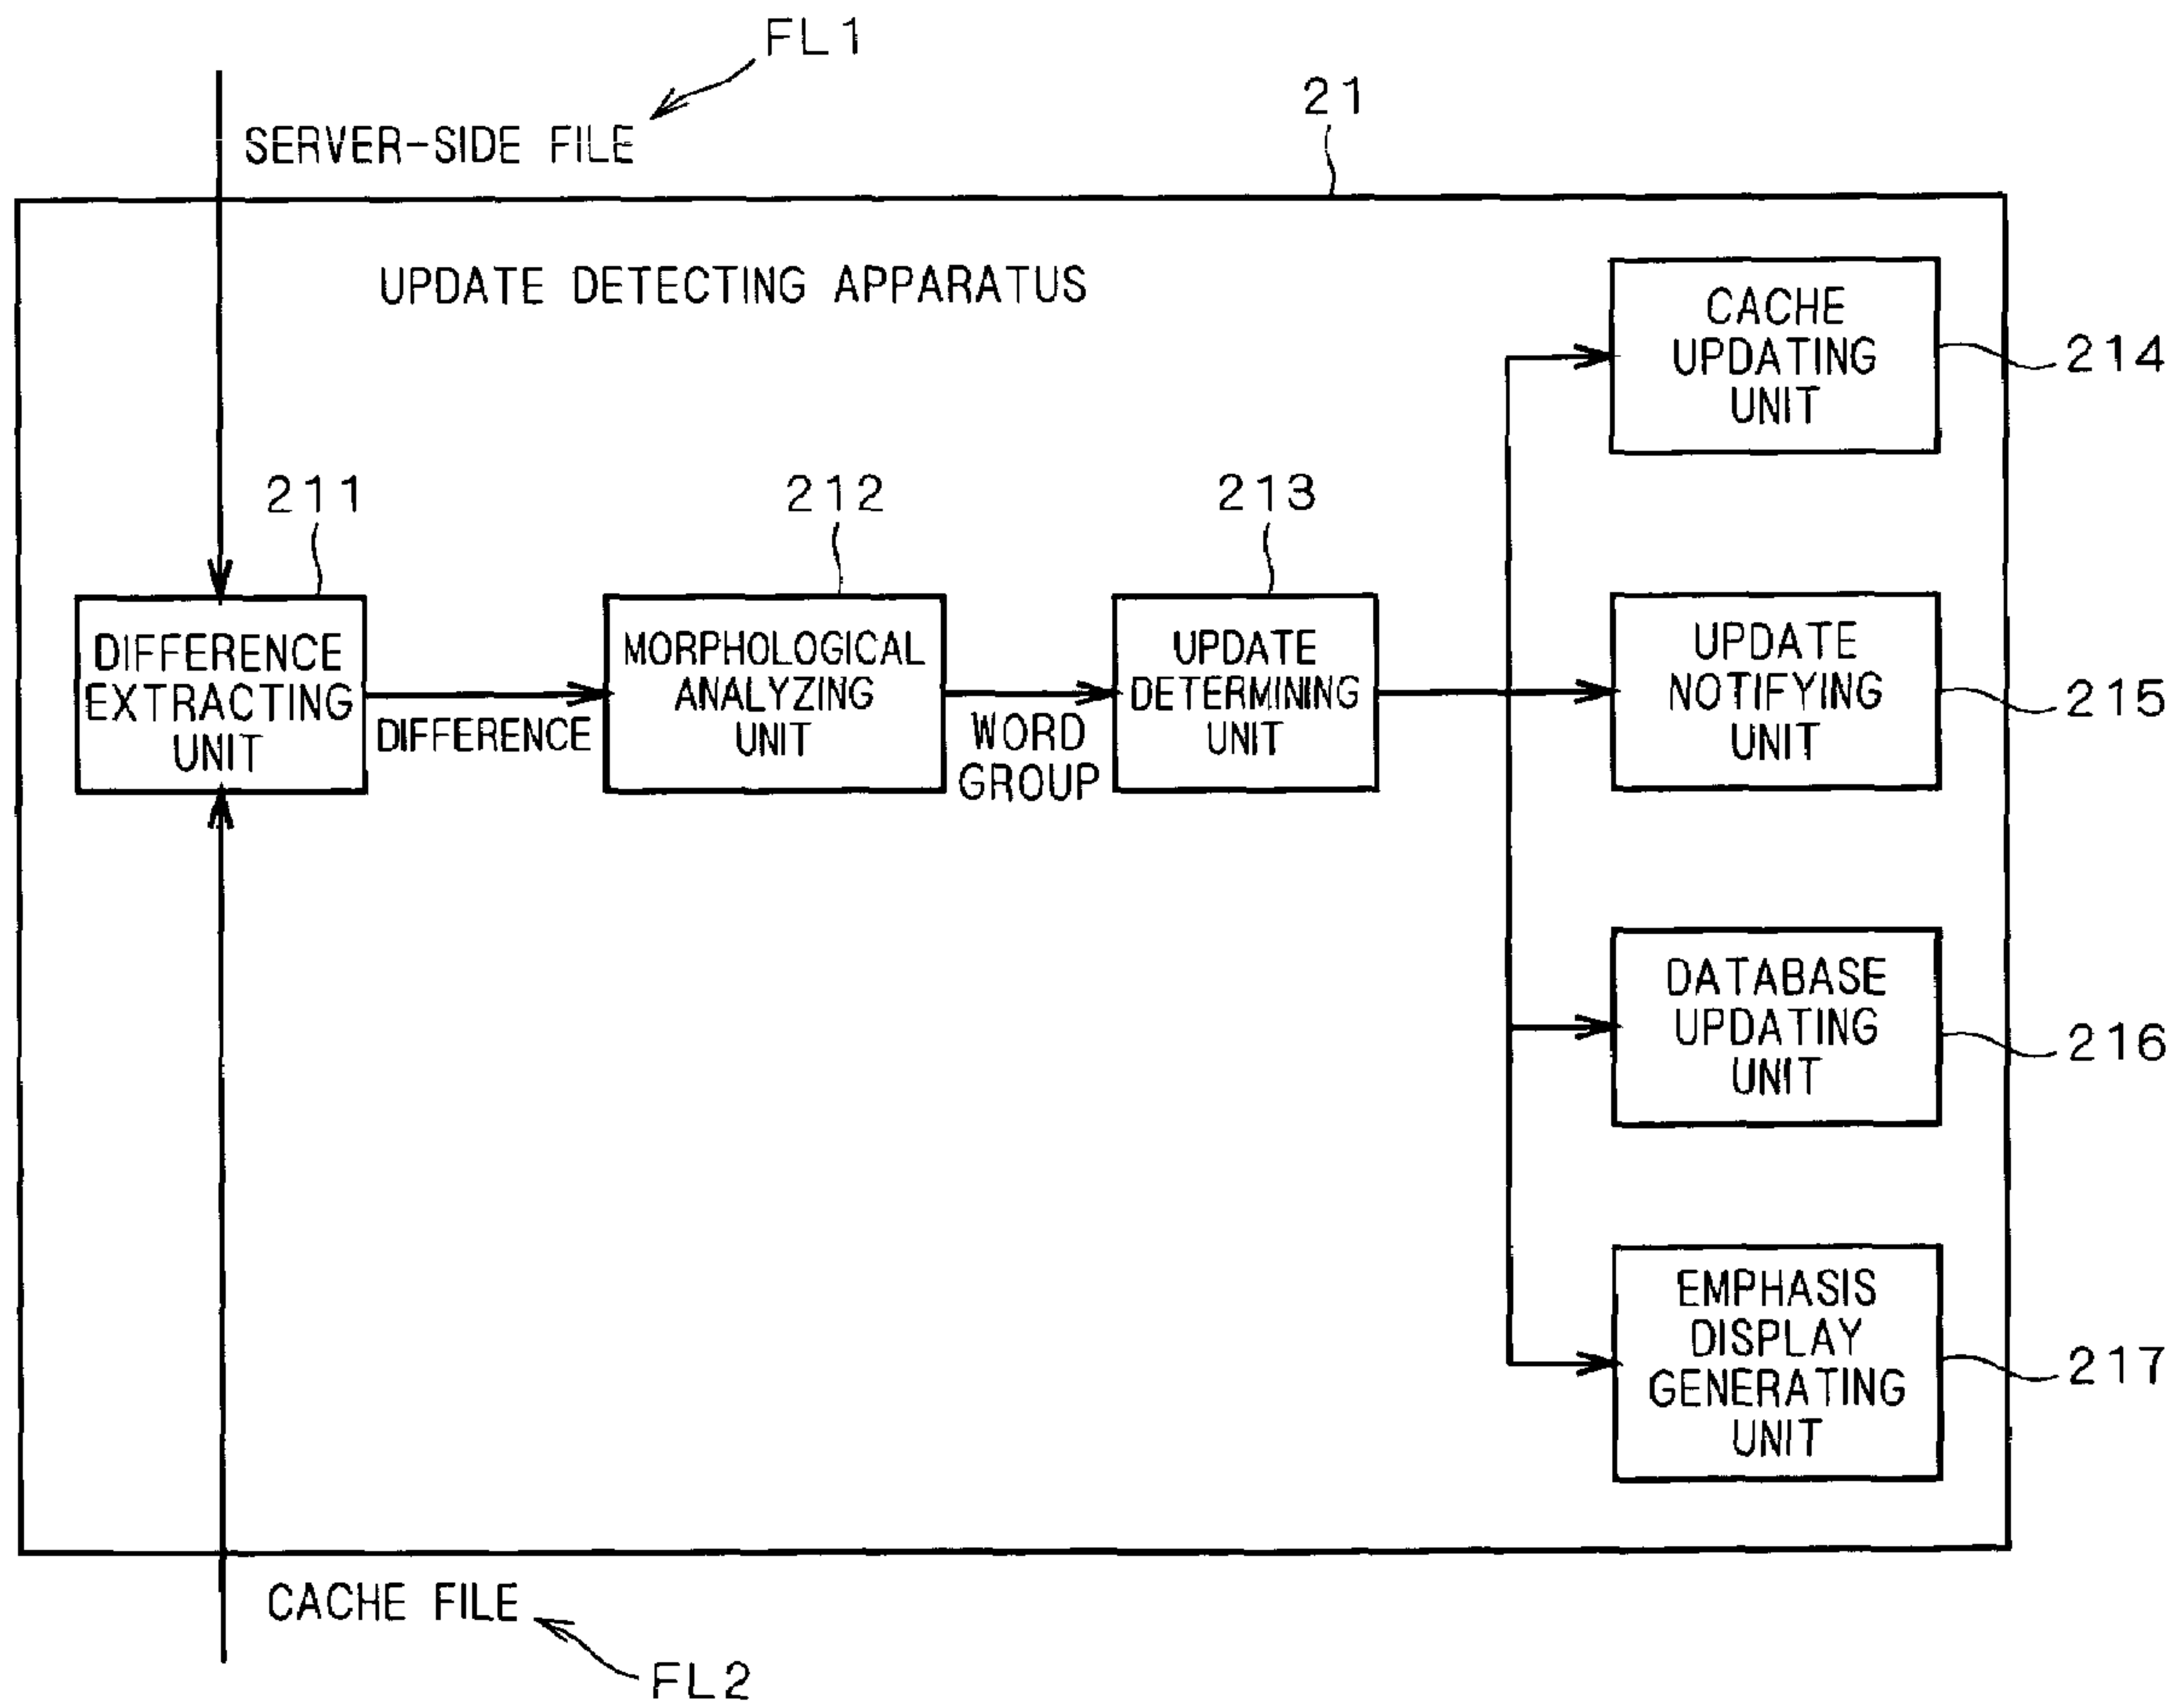 FL1
21
SERVER-SIDE FILE
UPDATE DETECTING APPARATUS
CACHE
UPDATING
UNIT
214
211
212
213
DIFFERENCE
EXTRACTING
UNIT
DIFFERENCE
MORPHOLOGICAL
ANALYZING
UNIT
WORD
GROUP
UPDATE
DETERMINING
UNIT
UPDATE
NOTIFYING
UNIT
215
DATABASE
UPDATING
UNIT
216
EMPHASIS
DISPLAY
GENERATING
UNIT
217
CACHE FILE
FL2